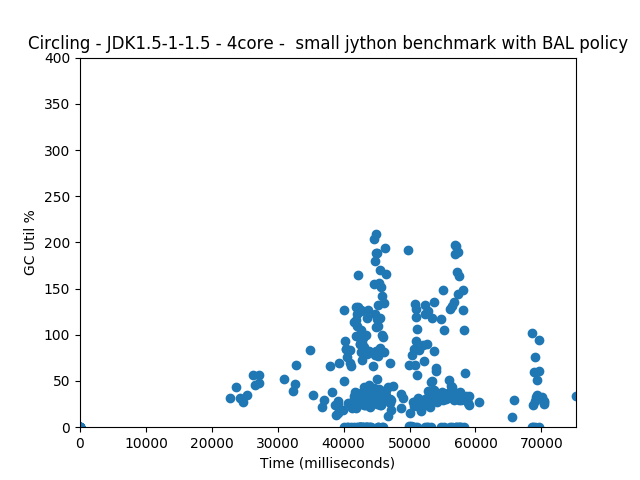 Circling - JDK1.5-1-1.5 - 4core -  small jython benchmark with BAL policy
400
350
300
250
200
150
100
50
0
GC Util %
0 10000 20000 30000 40000 50000 60000 70000
Time (milliseconds)